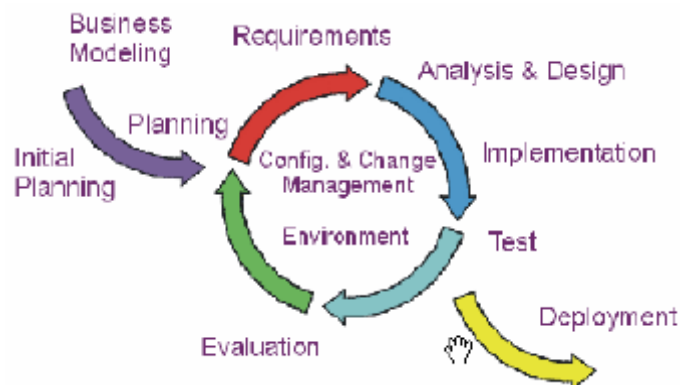 Business
Modeling
Requirements
Analysis & Design
Planning
Initial
Planning
Config. & Change
Management
Implementation
Environment
Test
Evaluation
Deployment